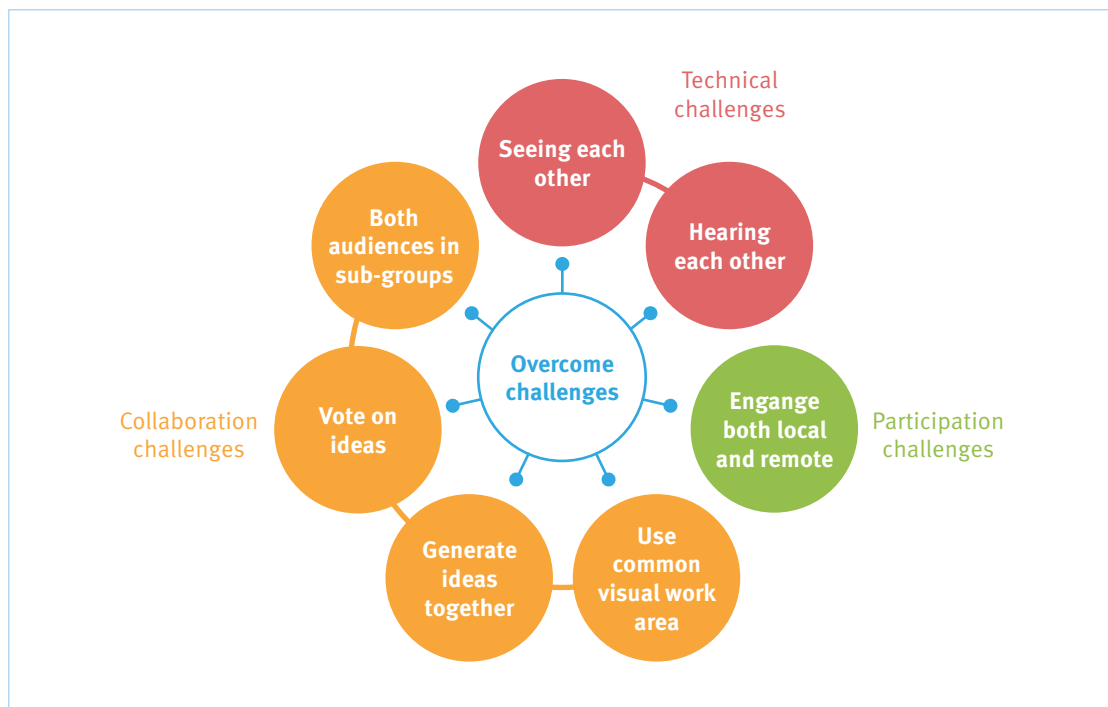 Technical
challenges
Seeing each
other
Hearing
each other
Both
audiences in
sub-groups
Overcome
challenges
Engange
both local
and remote
Participation
challenges
Vote on
ideas
Collaboration
challenges
Generate
ideas
together
Use
common
visual work
area